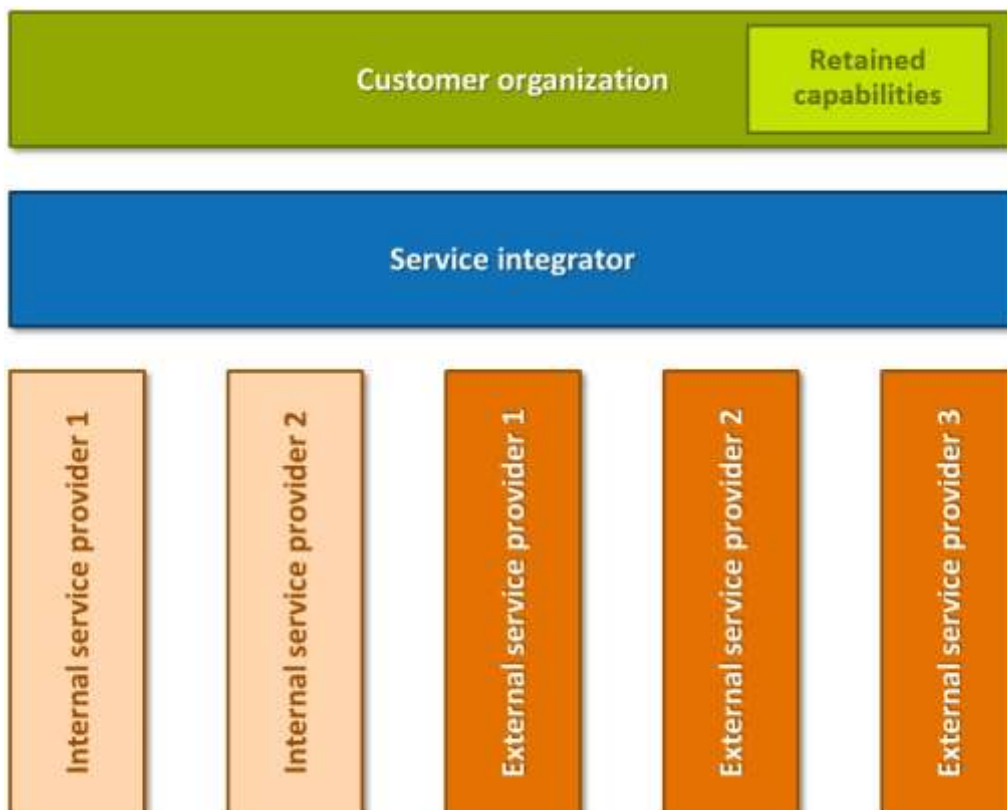 Customer organization
Retained
capabilities
Service integrator
Internal service provider 1
Internal service provider 2
External service provider 1
External service provider 2
External service provider 3